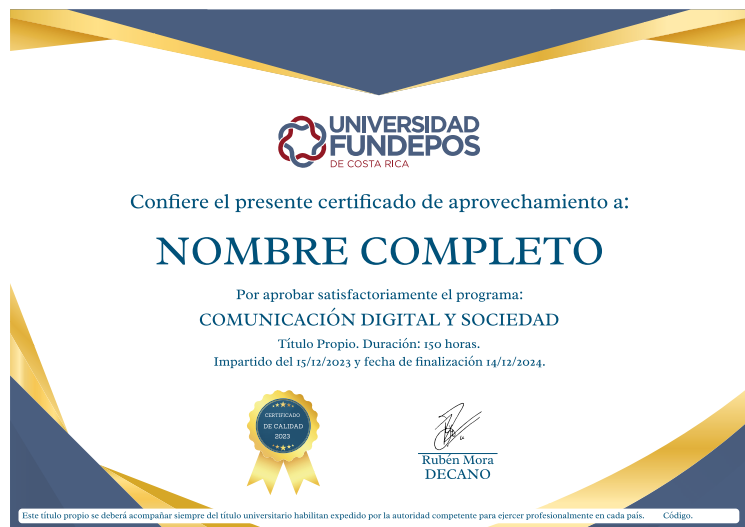 UNIVERSIDAD
FUNDEPOS
DE COSTA RICA
Confiere el presente certificado de aprovechamiento a:
NOMBRE COMPLETO
Por aprobar satisfactoriamente el programa:
COMUNICACIÓN DIGITAL Y SOCIEDAD
Título Propio. Duración: 150 horas.
Impartido del 15/12/2023 y fecha de finalización 14/12/2024.
CERTIFICADO
DE CALIDAD
2023
Rubén Mora
DECANO
Este título propio se deberá acompañar siempre del título universitario habilitan expedido por la autoridad competente para ejercer profesionalmente en cada país. Código.